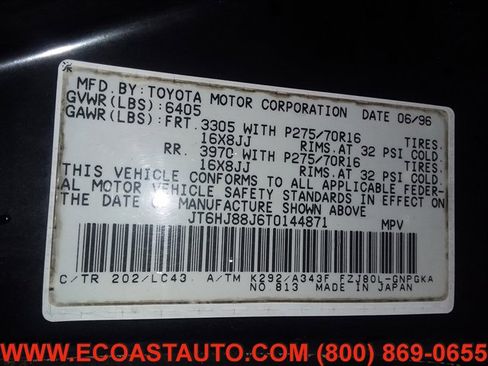 MFD.BY:TOYOTA MOTOR CORPORATION DATE 06/96
GVWR(LBS):6405
GAWR(LBS):FRT. 3305 WITH P275/70R16 TIRES.
16X8JJ RIMS.AT 32 PSI COLD.
RR. 3970 WITH P275/70R16 TIRES.
16X8JJ RIMS.AT 32 PSI COLD.
THIS VEHICLE CONFORMS TO ALL APPLICABLE FEDER-
AL MOTOR VEHICLE SAFETY STANDARDS IN EFFECT ON
THE DATE OF MANUFACTURE SHOWN ABOVE.
JT6HJ88J6T0144871 MPV
C/TR 202/LC43 A/TM K292/A343F FZJ80L-GNPGKA
NO 813 MADE IN JAPAN
WWW.ECOASTAUTO.COM (800) 869-0655